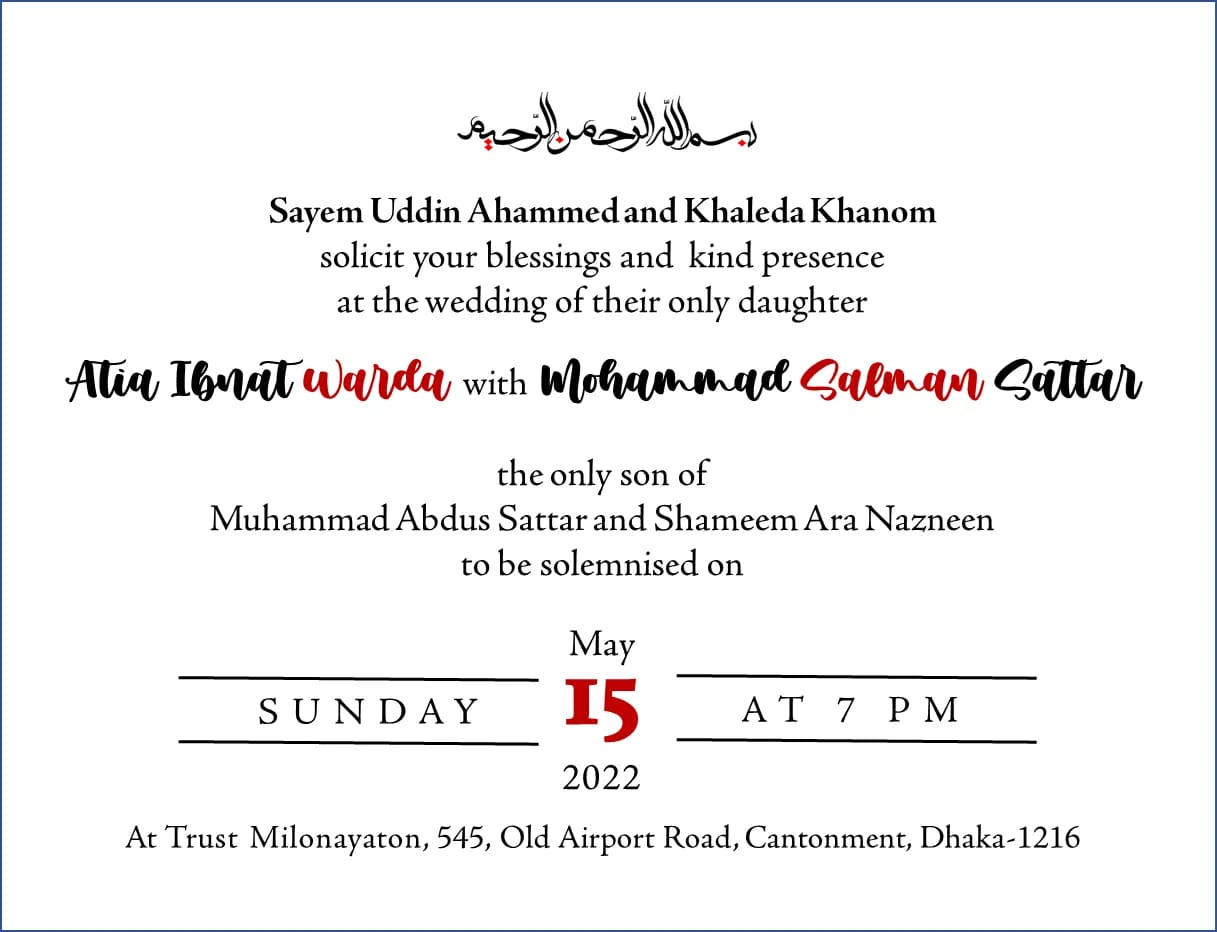 بسم الله الرحمن الرحيم
Sayem Uddin Ahammed and Khaleda Khanom
solicit your blessings and kind presence
at the wedding of their only daughter
Atia Ibnat Warda with Mohammad Salman Sattar
the only son of
Muhammad Abdus Sattar and Shameem Ara Nazneen
to be solemnised on
May
SUNDAY 15 AT 7 PM
2022
At Trust Milonayaton, 545, Old Airport Road, Cantonment, Dhaka-1216